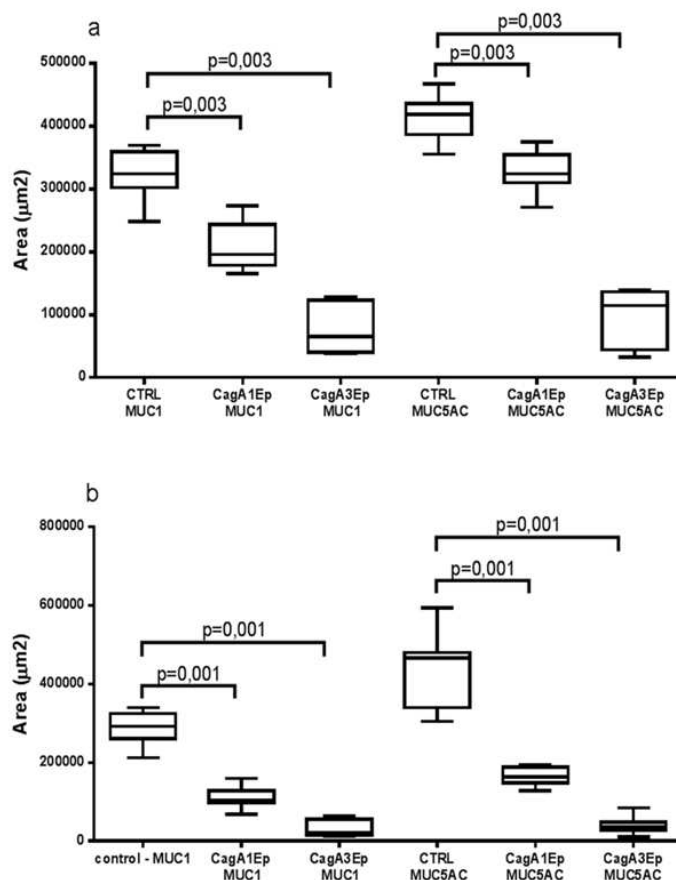 a
p=0,003
p=0,003
p=0,003
p=0,003
500000
400000
300000
200000
100000
0
Area (µm2)
CTRL CagA1Ep CagA3Ep CTRL CagA1Ep CagA3Ep
MUC1 MUC1 MUC1 MUC5AC MUC5AC MUC5AC
b
800000
p=0,001
p=0,001
600000
p=0,001
p=0,001
400000
200000
0
Area (µm2)
control - MUC1 CagA1Ep CagA3Ep CTRL CagA1Ep CagA3Ep
MUC1 MUC1 MUC5AC MUC5AC MUC5AC